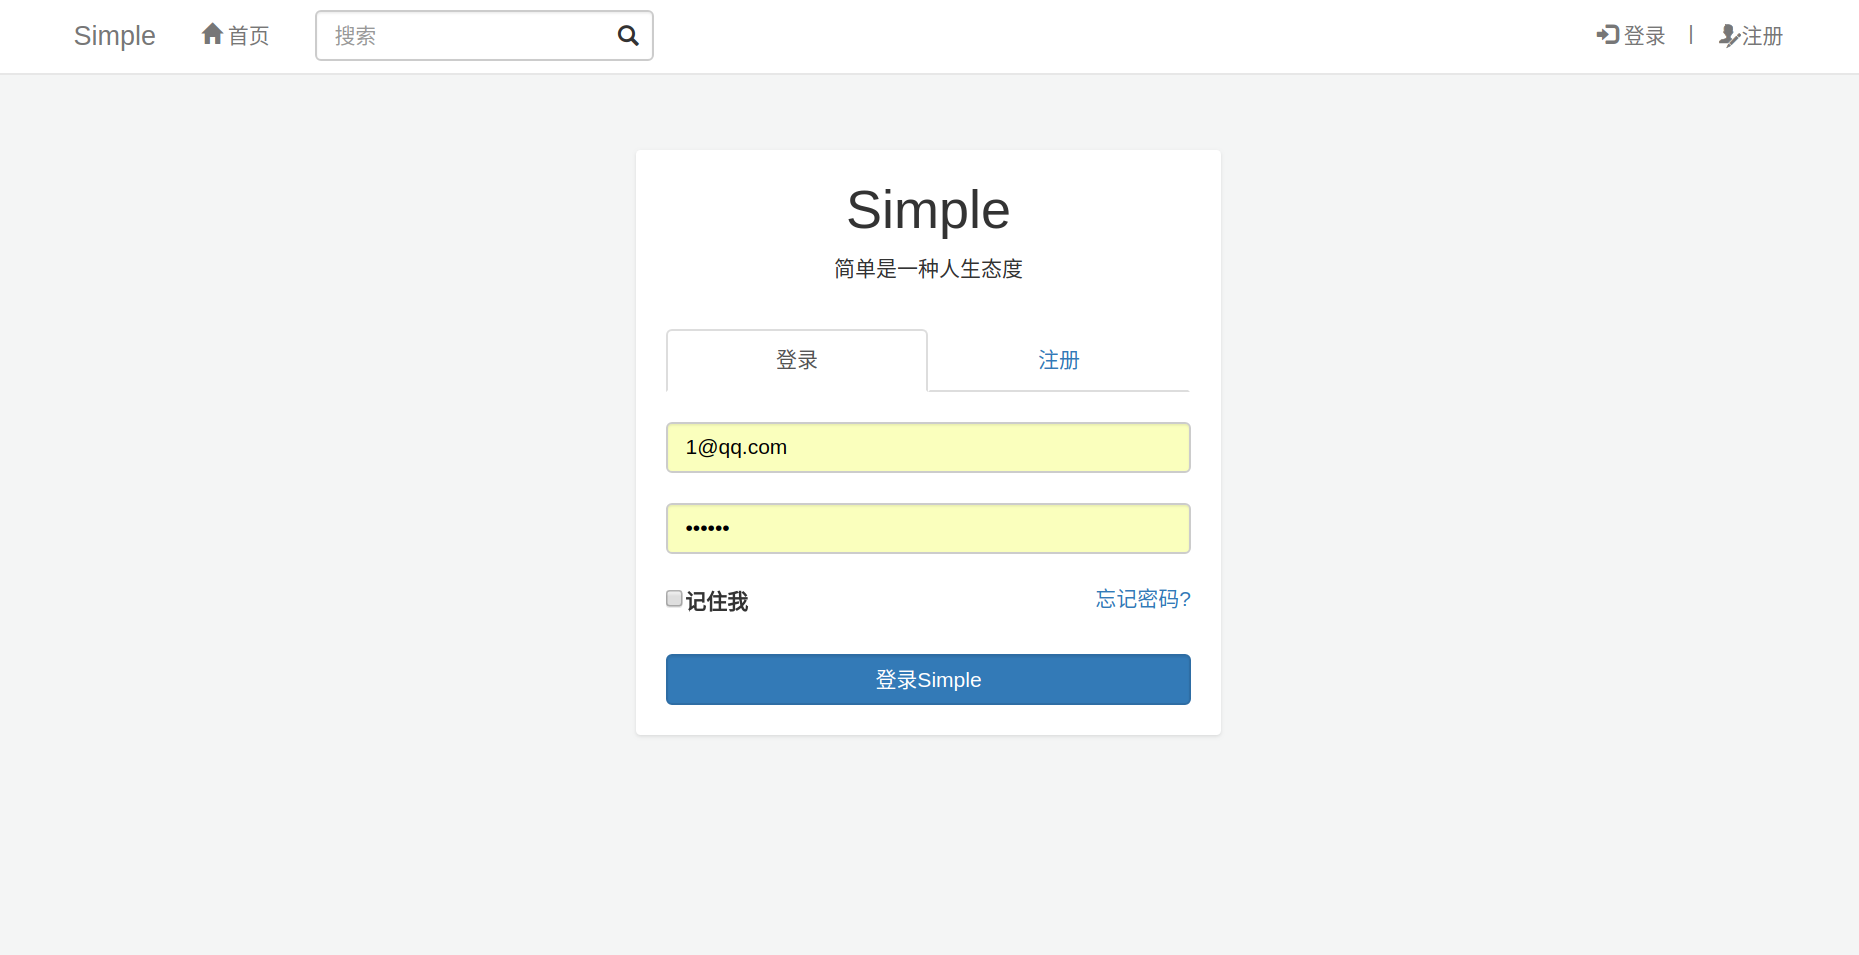 Simple 首页 搜索 登录 | 注册
Simple
简单是一种人生态度
登录 注册
1@qq.com
••••••
记住我 忘记密码?
登录Simple